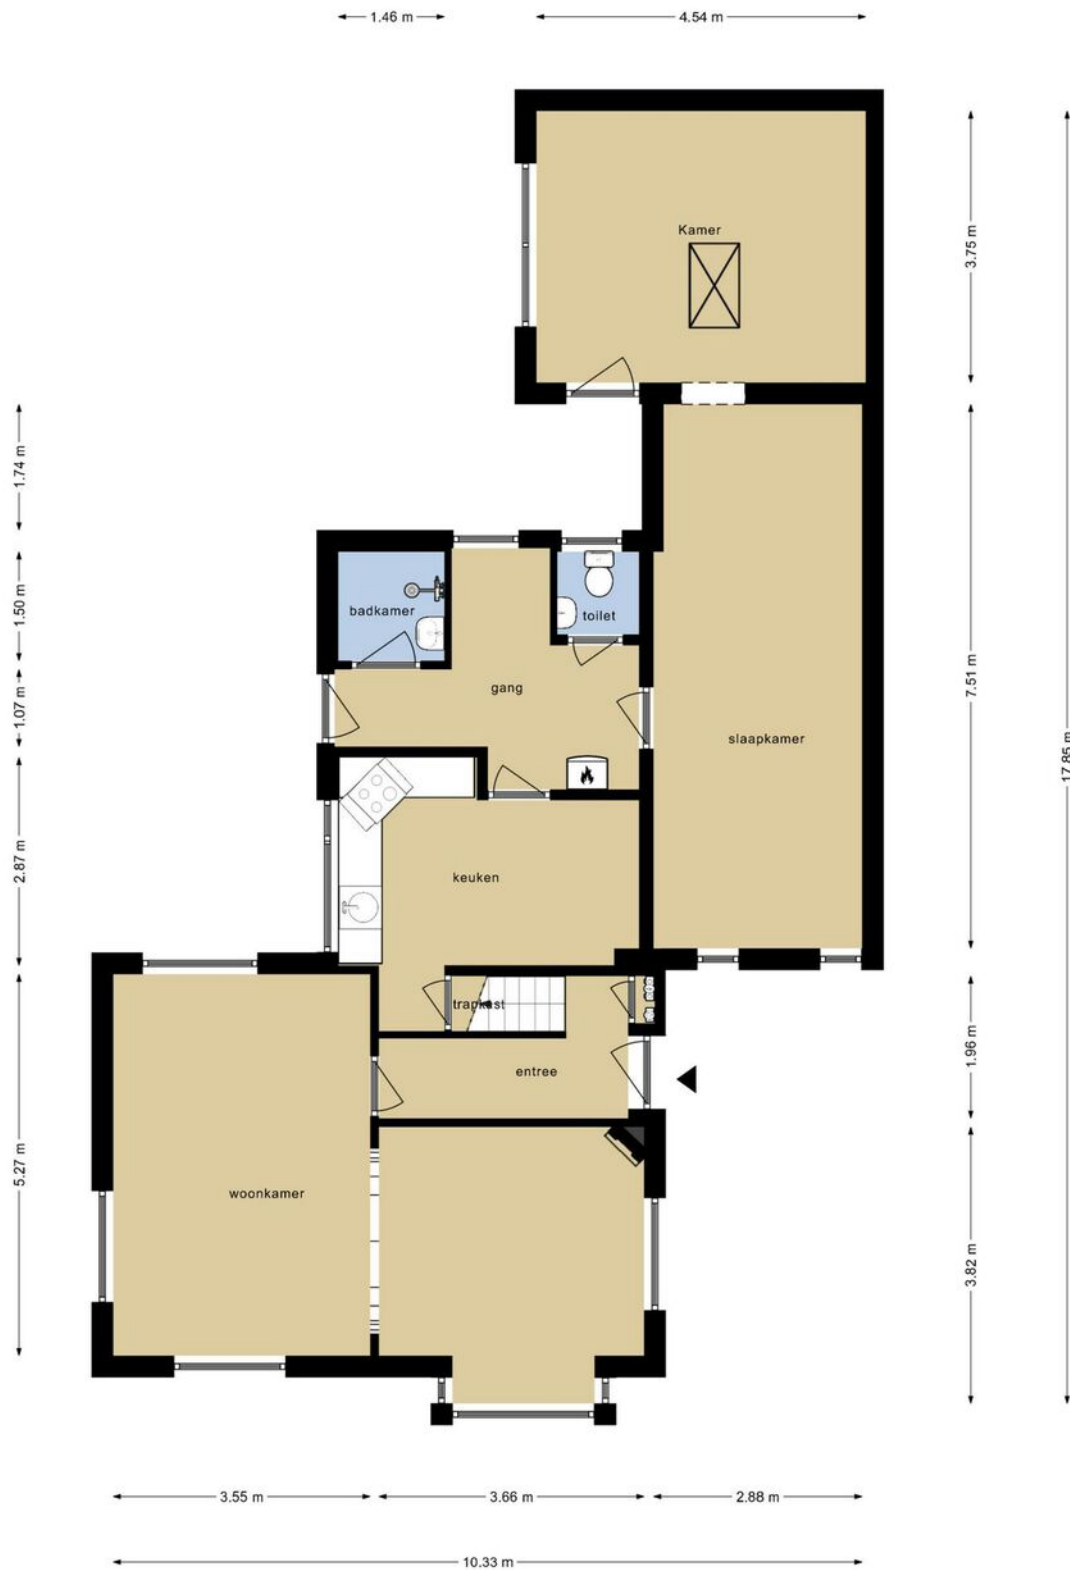 1.46 m
4.54 m
Kamer
3.75 m
1.74 m
1.50 m
badkamer
toilet
1.07 m
gang
7.51 m
slaapkamer
17.85 m
2.87 m
keuken
trapkast
1.96 m
entree
5.27 m
woonkamer
3.82 m
3.55 m
3.66 m
2.88 m
10.33 m